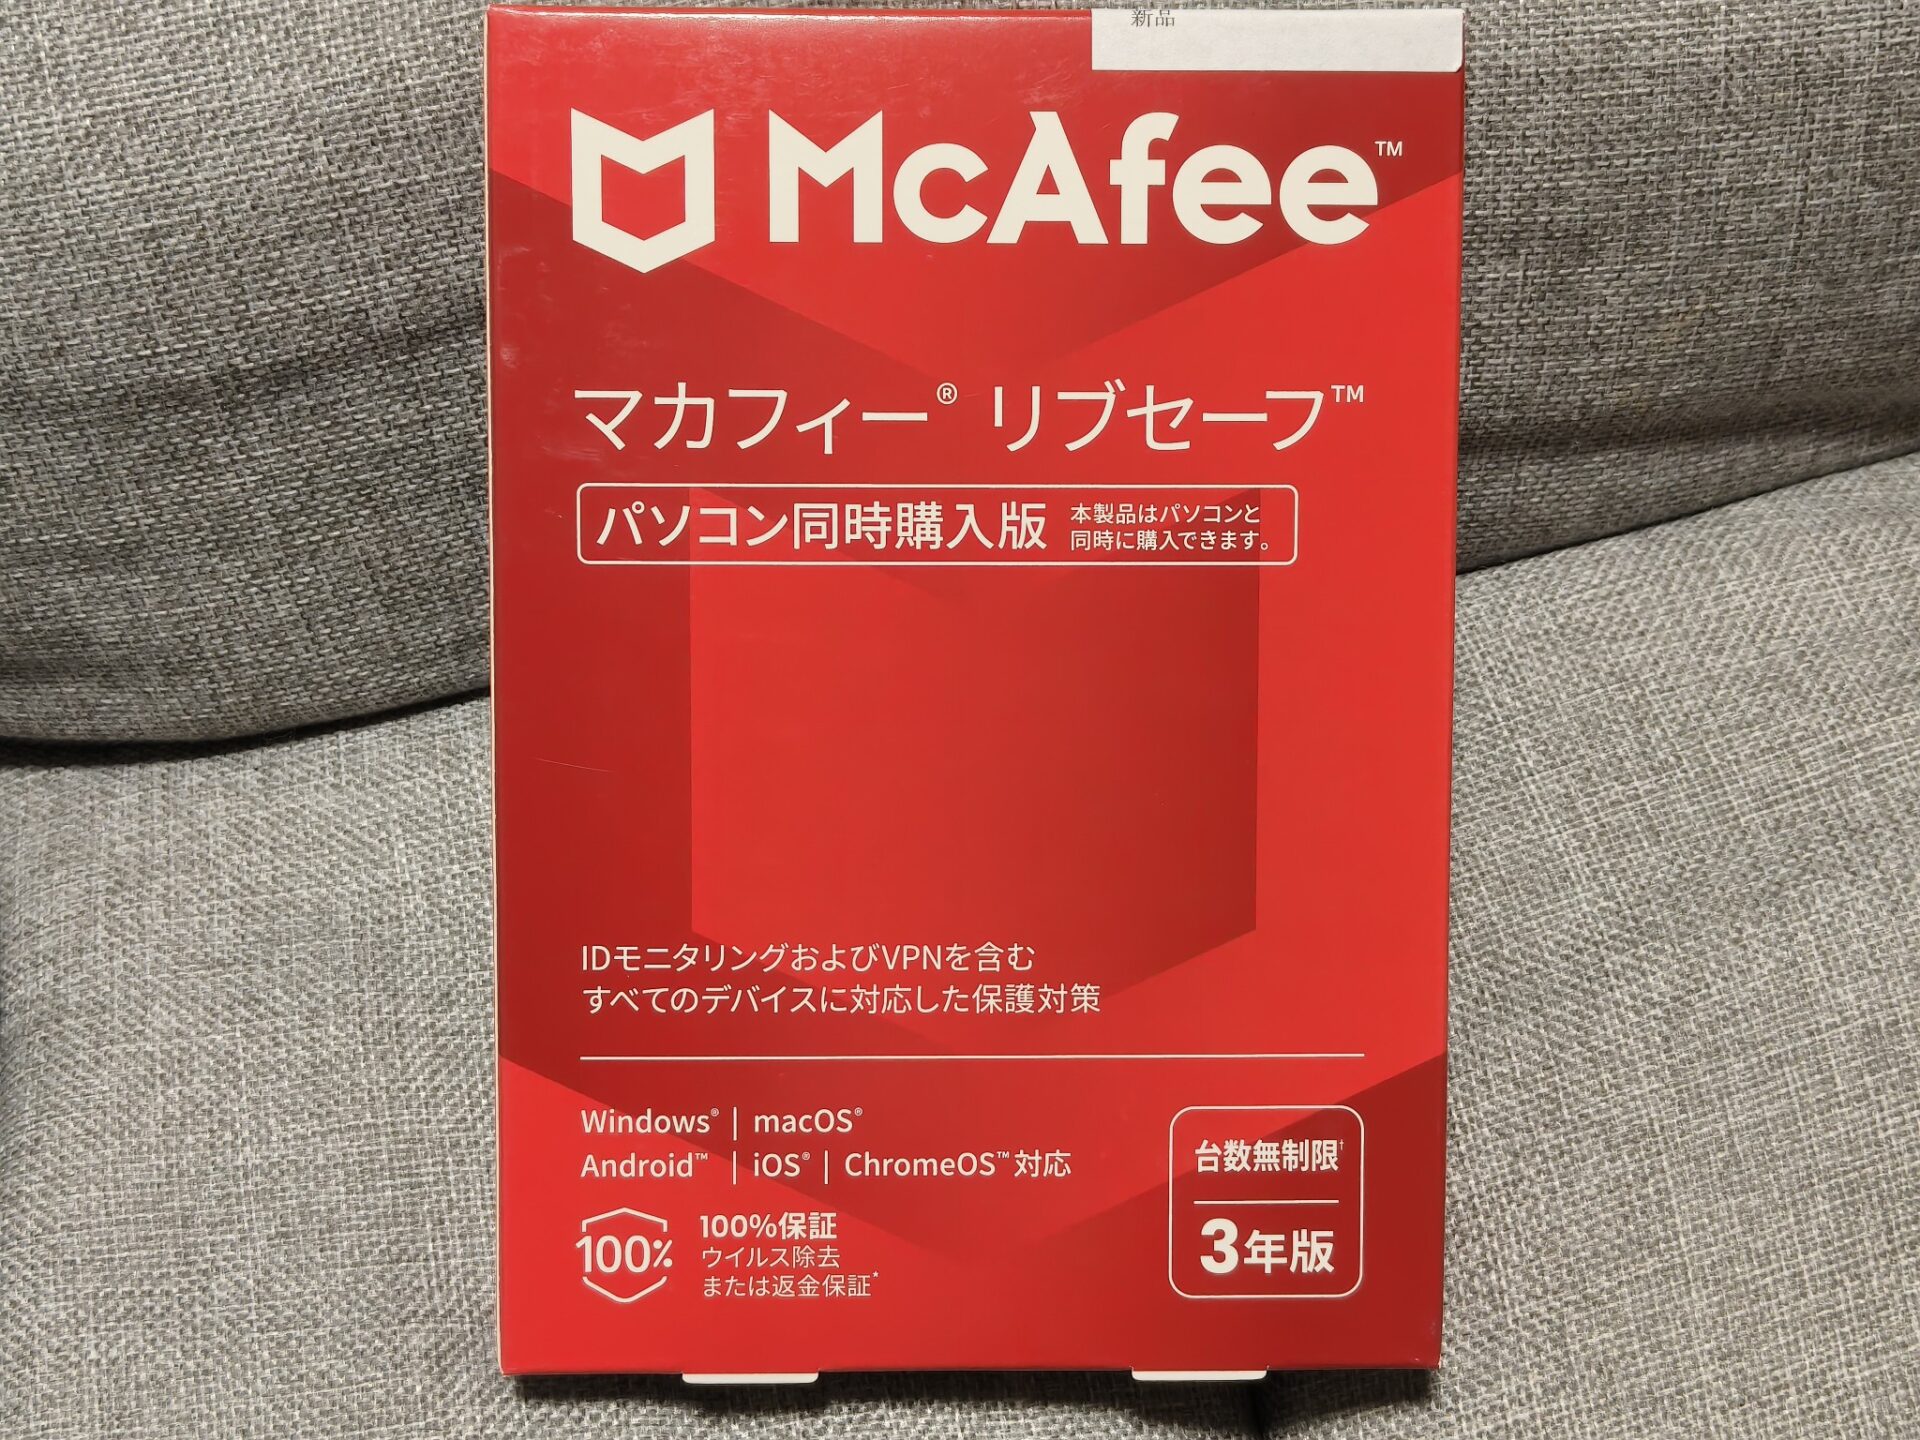 新品
McAfee™
マカフィー® リブセーフ™
パソコン同時購入版
本製品はパソコンと
同時に購入できます。
IDモニタリングおよびVPNを含む
すべてのデバイスに対応した保護対策
Windows® | macOS®
Android™ | iOS® | ChromeOS™ 対応
100%
100%保証
ウイルス除去
または返金保証*
台数無制限†
3年版